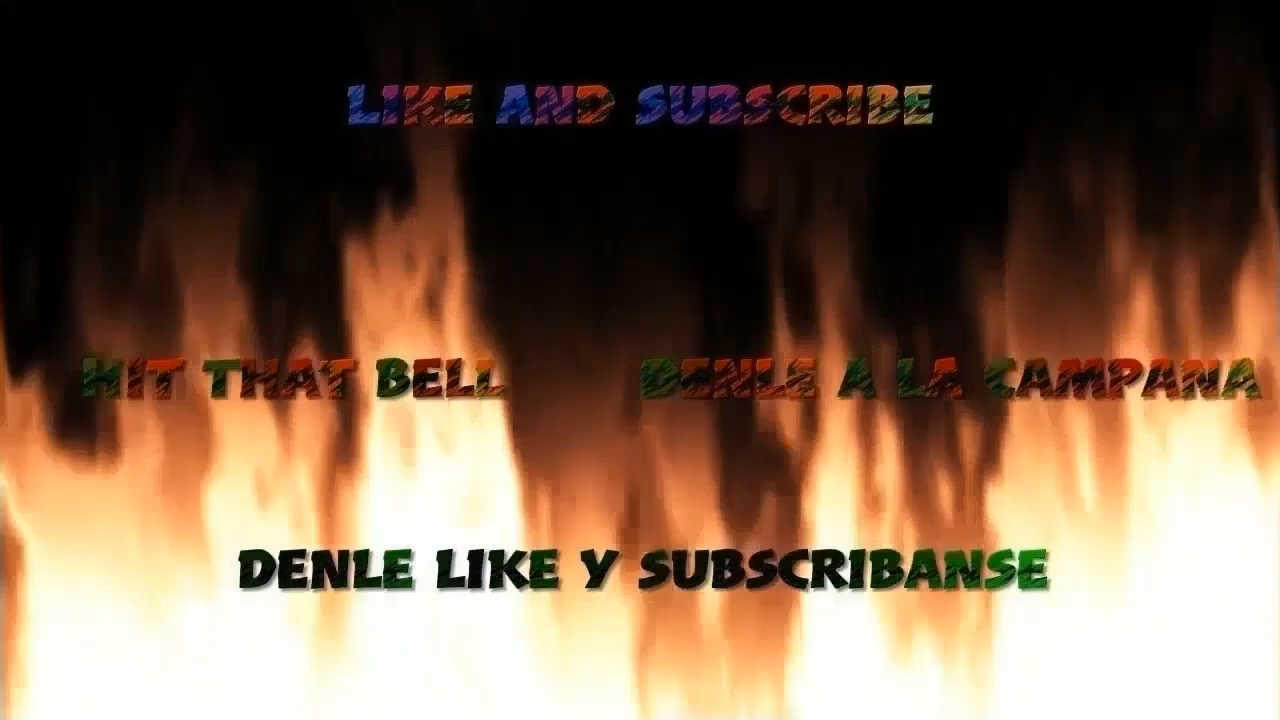 LIKE AND SUBSCRIBE
HIT THAT BELL
DENLE A LA CAMPANA
DENLE LIKE Y SUBSCRIBANSE